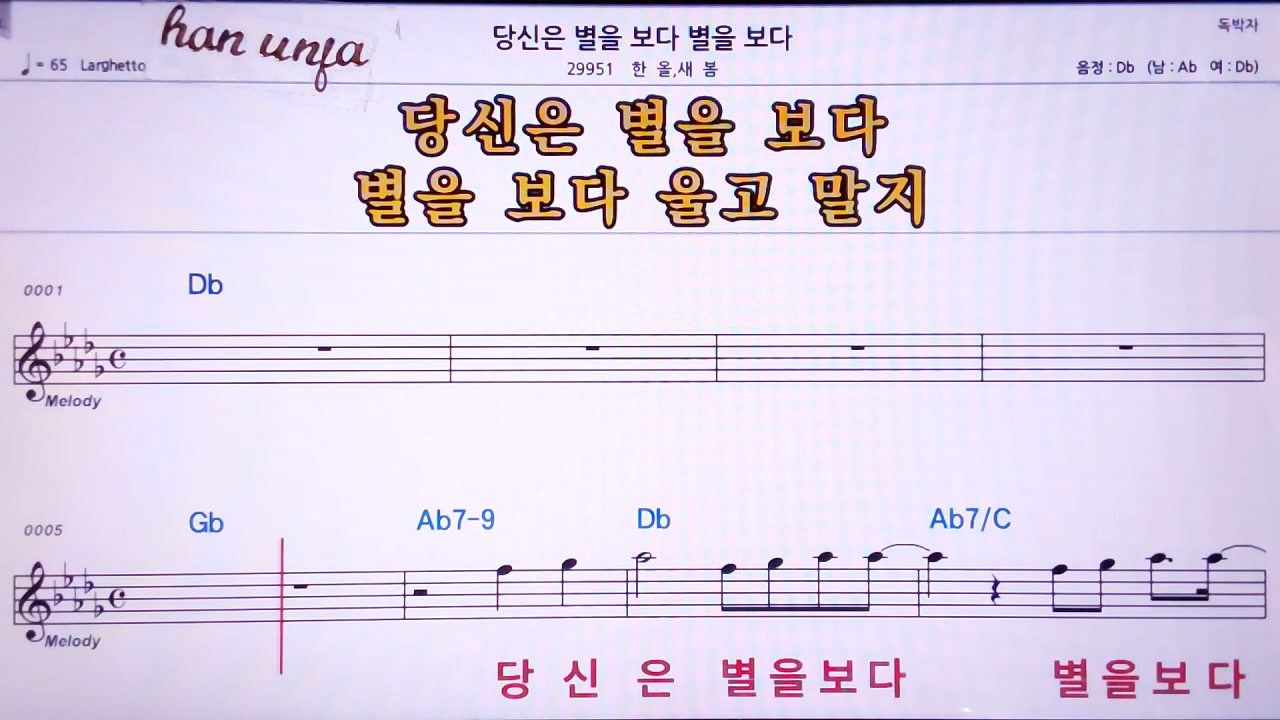 han unfa
당신은 별을 보다 별을 보다
독박자
♩= 65 Larghetto
29951 한 올,새 봄
음정 : Db (남 : Ab 여 : Db)
당신은 별을 보다
별을 보다 울고 말지
0001
Db
Melody
0005
Gb Ab7-9 Db Ab7/C
Melody
당 신 은 별을보다 별을보다